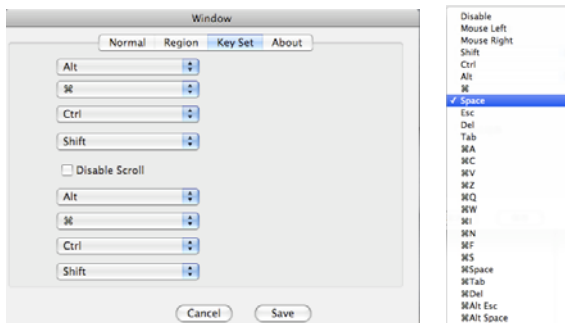 Window
Normal Region Key Set About
Alt
⌘
Ctrl
Shift
Disable Scroll
Alt
⌘
Ctrl
Shift
Cancel Save
Disable
Mouse Left
Mouse Right
Shift
Ctrl
Alt
⌘
✓ Space
Esc
Del
Tab
⌘A
⌘C
⌘V
⌘Z
⌘Q
⌘W
⌘I
⌘N
⌘F
⌘S
⌘Space
⌘Tab
⌘Del
⌘Alt Esc
⌘Alt Space